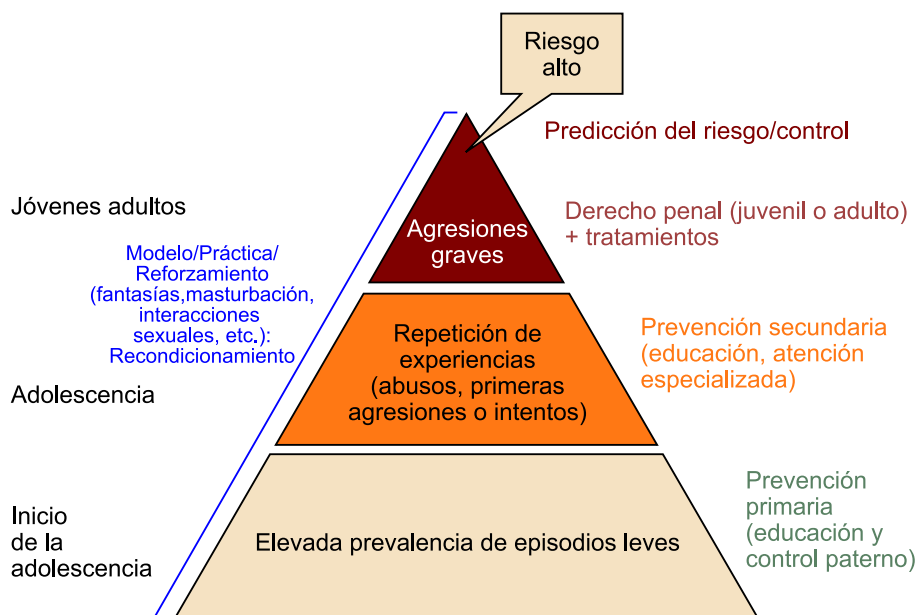 Riesgo
alto
Predicción del riesgo/control
Jóvenes adultos
Agresiones
graves
Derecho penal (juvenil o adulto)
+ tratamientos
Modelo/Práctica/
Reforzamiento
(fantasías,masturbación,
interacciones
sexuales, etc.):
Recondicionamiento
Repetición de
experiencias
(abusos, primeras
agresiones o intentos)
Prevención secundaria
(educación, atención
especializada)
Adolescencia
Inicio
de la
adolescencia
Elevada prevalencia de episodios leves
Prevención
primaria
(educación y
control paterno)